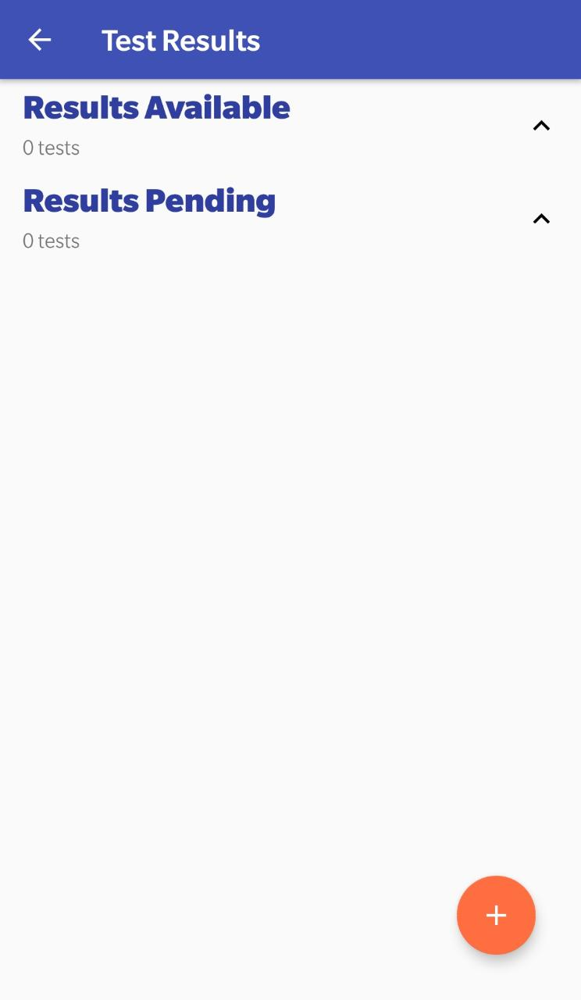 Test Results
Results Available
0 tests
Results Pending
0 tests